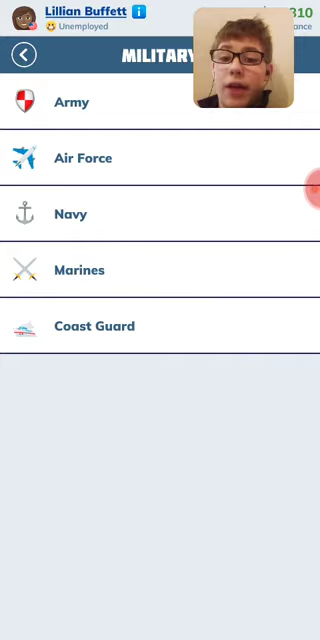 Lillian Buffett i
Unemployed
MILITARY
Army
Air Force
Navy
Marines
Coast Guard